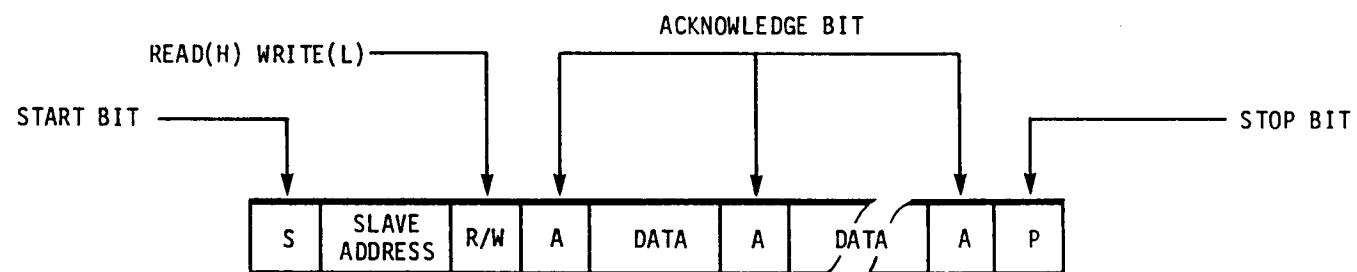 ACKNOWLEDGE BIT
READ(H) WRITE(L)
START BIT
STOP BIT
S
SLAVE
ADDRESS
R/W
A
DATA
A
DATA
A
P